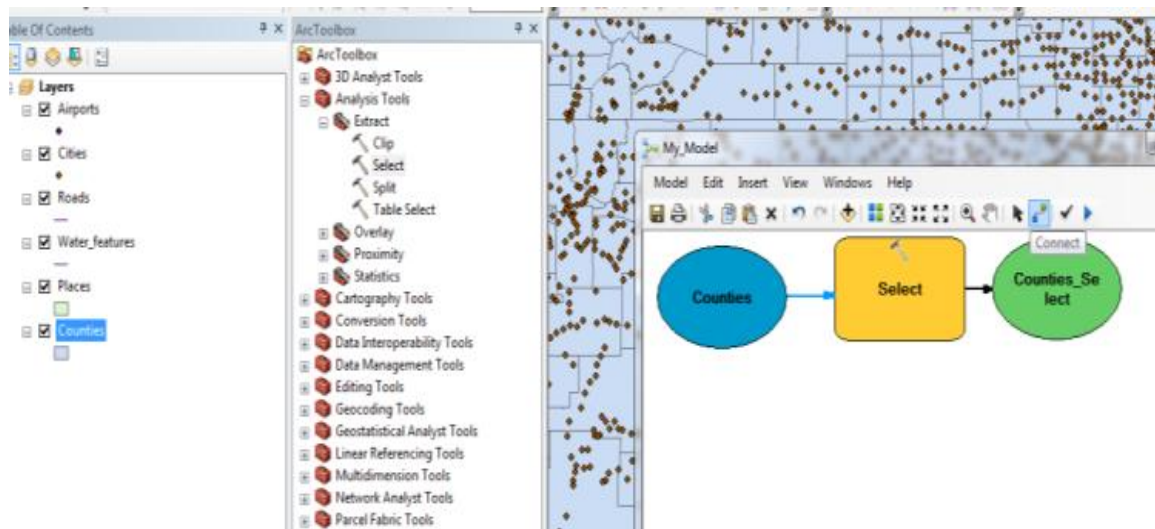 ble Of Contents
Layers
Airports
Cities
Roads
Water_features
Places
Counties
ArcToolbox
ArcToolbox
3D Analyst Tools
Analysis Tools
Extract
Clip
Select
Split
Table Select
Overlay
Proximity
Statistics
Cartography Tools
Conversion Tools
Data Interoperability Tools
Data Management Tools
Editing Tools
Geocoding Tools
Geostatistical Analyst Tools
Linear Referencing Tools
Multidimension Tools
Network Analyst Tools
Parcel Fabric Tools
My_Model
Model Edit Insert View Windows Help
Connect
Counties
Select
Counties_Se
lect